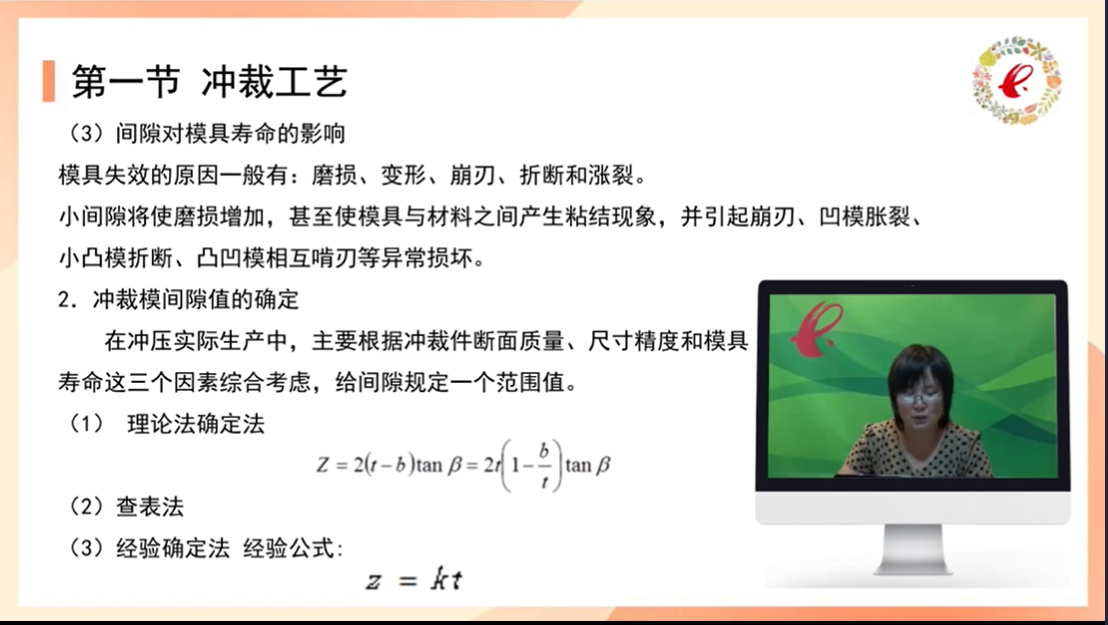 第一节 冲裁工艺
（3）间隙对模具寿命的影响
模具失效的原因一般有：磨损、变形、崩刃、折断和涨裂。
小间隙将使磨损增加，甚至使模具与材料之间产生粘结现象，并引起崩刃、凹模胀裂、
小凸模折断、凸凹模相互啃刃等异常损坏。
2．冲裁模间隙值的确定
在冲压实际生产中，主要根据冲裁件断面质量、尺寸精度和模具
寿命这三个因素综合考虑，给间隙规定一个范围值。
（1） 理论法确定法
Z = 2(t − b)tan β = 2t(1 − b/t)tan β
（2）查表法
（3）经验确定法 经验公式:
z = kt